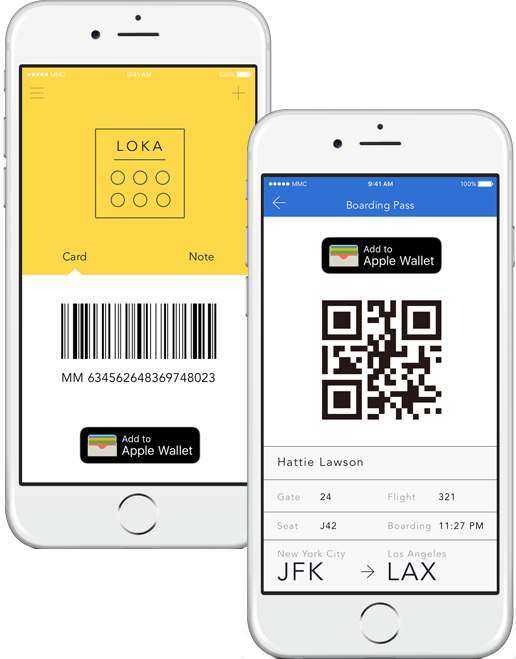 MMC 9:41 AM 100%
LOKA
Card Note
MM 634562648369748023
Add to
Apple Wallet
MMC 9:41 AM 100%
Boarding Pass
Add to
Apple Wallet
Hattie Lawson
Gate 24 Flight 321
Seat J42 Boarding 11:27 PM
New York City Los Angeles
JFK → LAX